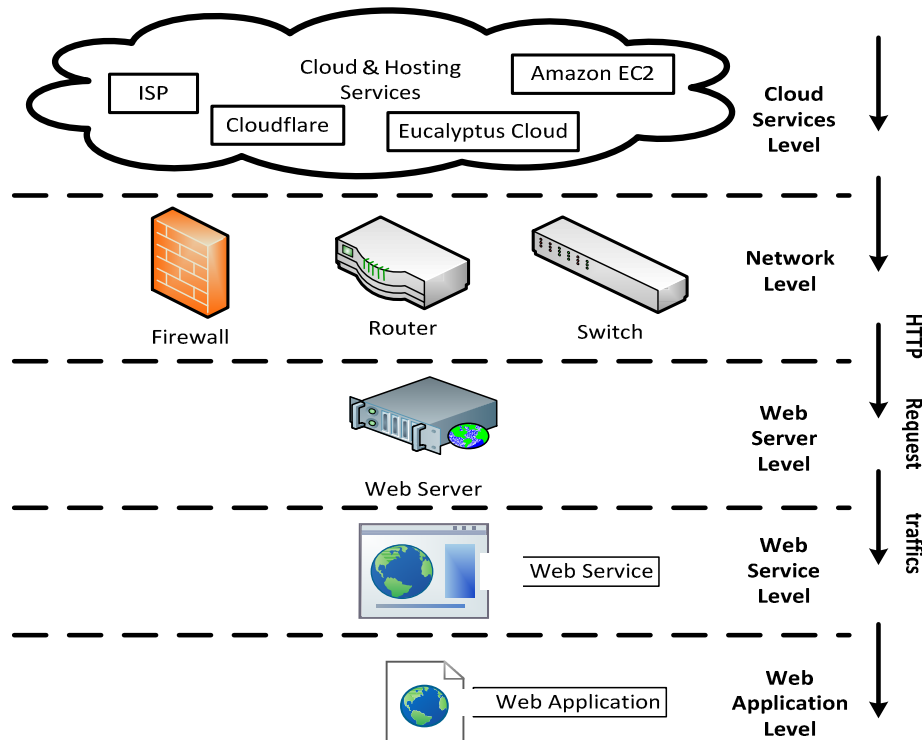 Cloud & Hosting
Services
ISP
Amazon EC2
Cloudflare
Eucalyptus Cloud
Cloud
Services
Level
Firewall
Router
Switch
Network
Level
Web Server
Web
Server
Level
Web Service
Web
Service
Level
Web Application
Web
Application
Level
HTTP Request traffics